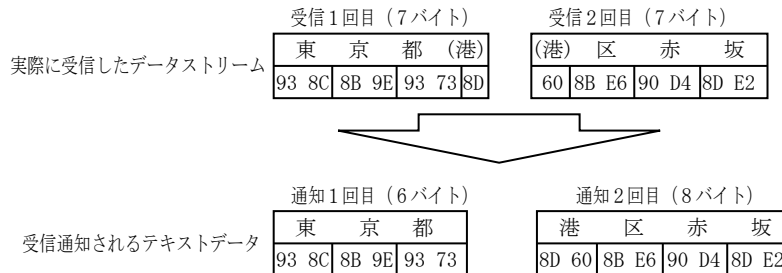 受信1回目（7バイト） 受信2回目（7バイト）
東 京 都 (港) (港) 区 赤 坂
実際に受信したデータストリーム
93 8C 8B 9E 93 73 8D 60 8B E6 90 D4 8D E2
通知1回目（6バイト） 通知2回目（8バイト）
東 京 都 港 区 赤 坂
受信通知されるテキストデータ
93 8C 8B 9E 93 73 8D 60 8B E6 90 D4 8D E2